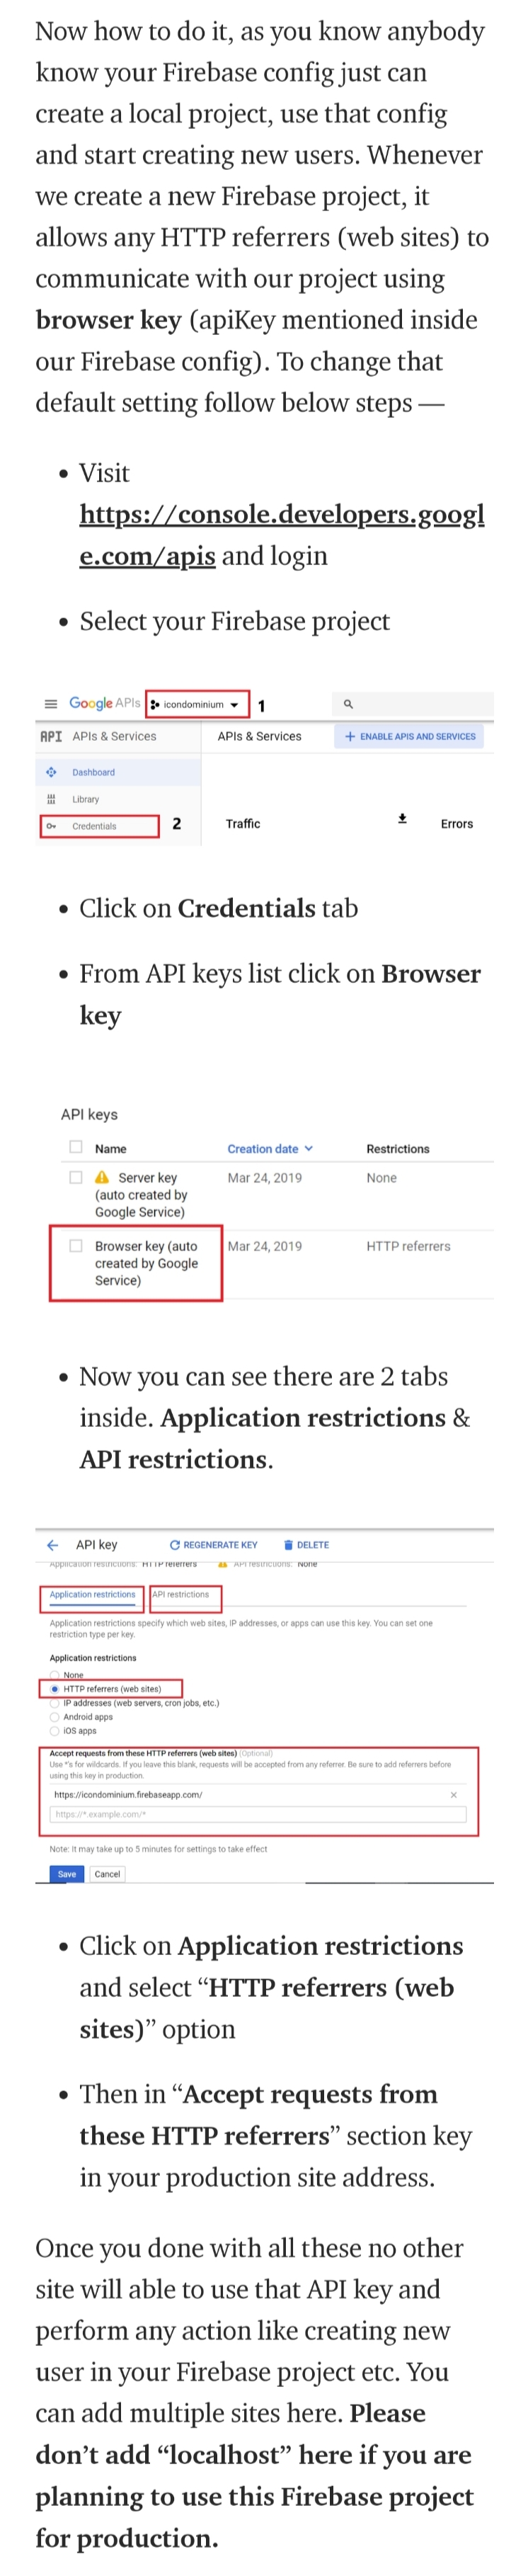 Now how to do it, as you know anybody
know your Firebase config just can
create a local project, use that config
and start creating new users. Whenever
we create a new Firebase project, it
allows any HTTP referrers (web sites) to
communicate with our project using
browser key (apiKey mentioned inside
our Firebase config). To change that
default setting follow below steps —
• Visit
https://console.developers.googl
e.com/apis and login
• Select your Firebase project
Google APIs icondominium 1
API APIs & Services APIs & Services + ENABLE APIS AND SERVICES
Dashboard
Library
Credentials 2 Traffic Errors
• Click on Credentials tab
• From API keys list click on Browser
key
API keys
Name Creation date Restrictions
Server key Mar 24, 2019 None
(auto created by
Google Service)
Browser key (auto Mar 24, 2019 HTTP referrers
created by Google
Service)
• Now you can see there are 2 tabs
inside. Application restrictions &
API restrictions.
API key REGENERATE KEY DELETE
Application restrictions: HTTP referrers API restrictions: None
Application restrictions API restrictions
Application restrictions specify which web sites, IP addresses, or apps can use this key. You can set one
restriction type per key.
Application restrictions
None
HTTP referrers (web sites)
IP addresses (web servers, cron jobs, etc.)
Android apps
iOS apps
Accept requests from these HTTP referrers (web sites) (Optional)
Use *'s for wildcards. If you leave this blank, requests will be accepted from any referrer. Be sure to add referrers before
using this key in production.
https://icondominium.firebaseapp.com/ ×
https://*.example.com/*
Note: It may take up to 5 minutes for settings to take effect
Save Cancel
• Click on Application restrictions
and select “HTTP referrers (web
sites)” option
• Then in “Accept requests from
these HTTP referrers” section key
in your production site address.
Once you done with all these no other
site will able to use that API key and
perform any action like creating new
user in your Firebase project etc. You
can add multiple sites here. Please
don’t add “localhost” here if you are
planning to use this Firebase project
for production.